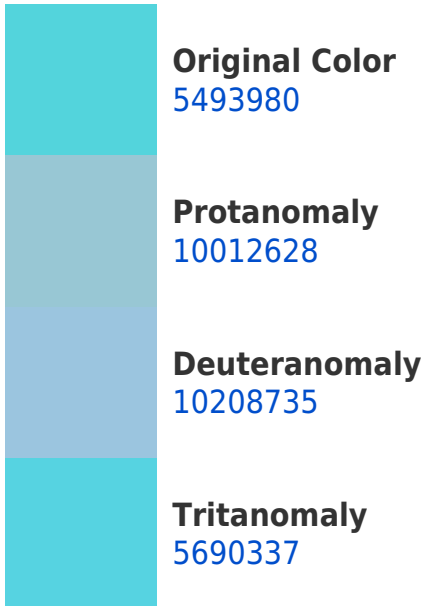 Original Color
5493980
Protanomaly
10012628
Deuteranomaly
10208735
Tritanomaly
5690337